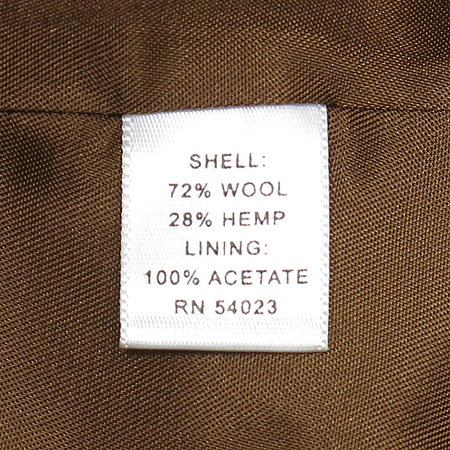 SHELL:
72% WOOL
28% HEMP
LINING:
100% ACETATE
RN 54023